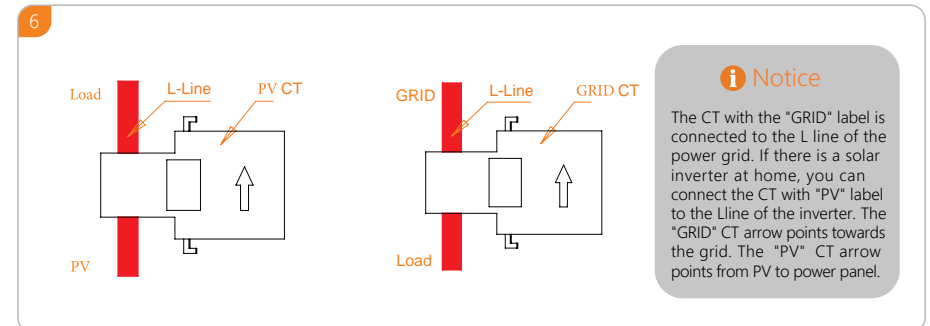 6
Load
L-Line
PV CT
PV
GRID
L-Line
GRID CT
Load
Notice
The CT with the "GRID" label is
connected to the L line of the
power grid. If there is a solar
inverter at home, you can
connect the CT with "PV" label
to the Lline of the inverter. The
"GRID" CT arrow points towards
the grid. The "PV" CT arrow
points from PV to power panel.